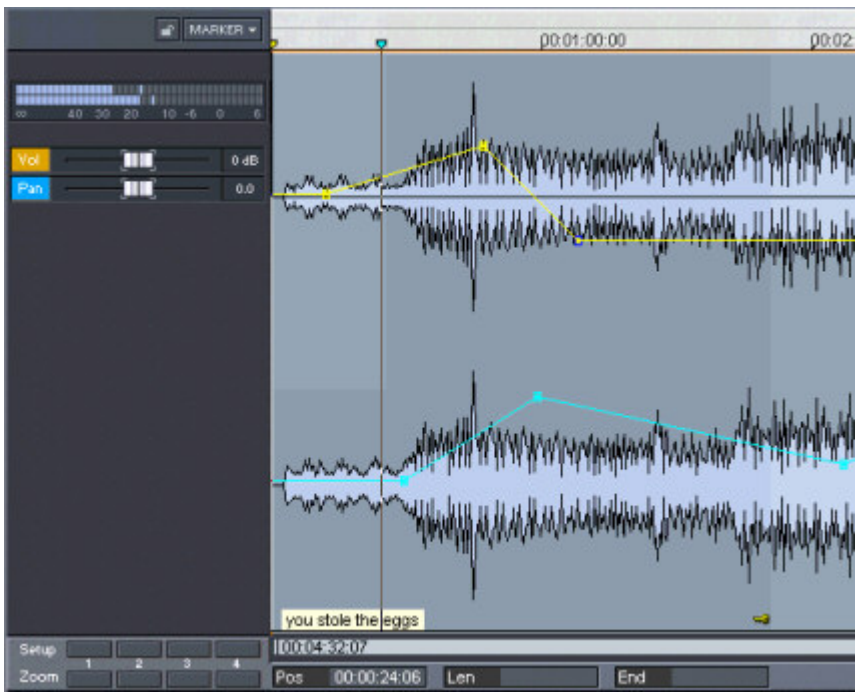 MARKER
00:01:00:00
00:02:
∞ 40 30 20 10 -6 0 6
Vol 0 dB
Pan 0.0
you stole the eggs
00:04:32:07
Setup 1 2 3 4
Zoom
Pos 00:00:24:06 Len End